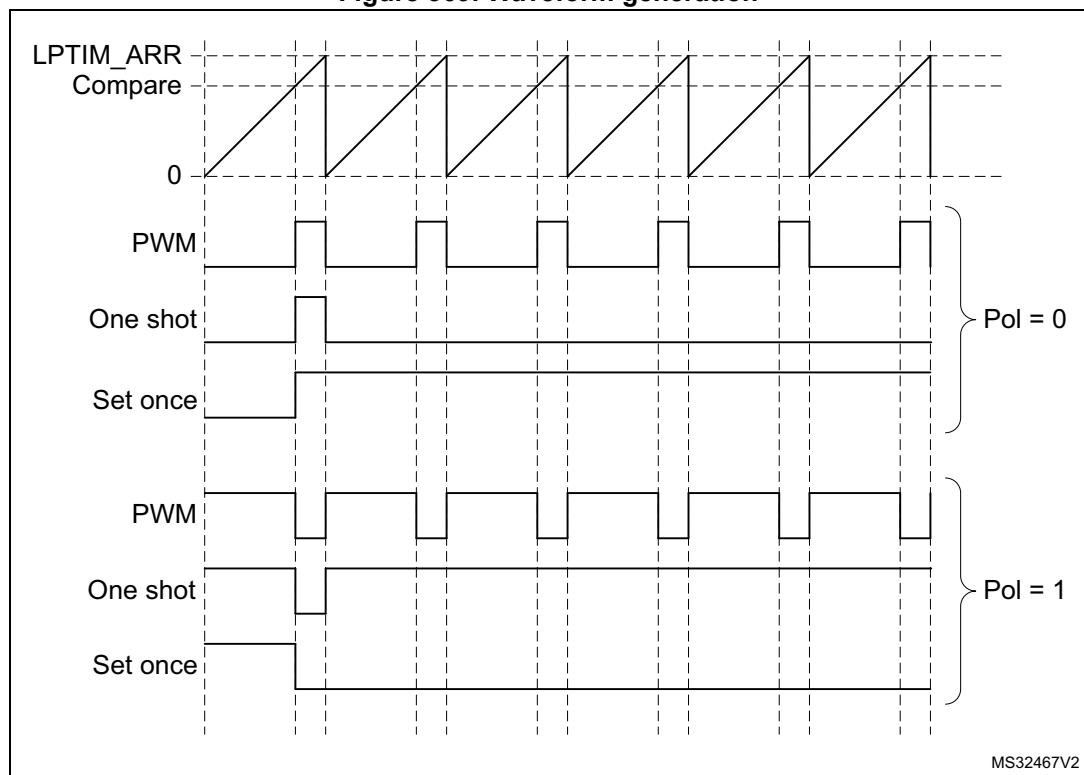 LPTIM_ARR
Compare
0
PWM
One shot
Pol = 0
Set once
PWM
One shot
Pol = 1
Set once
MS32467V2